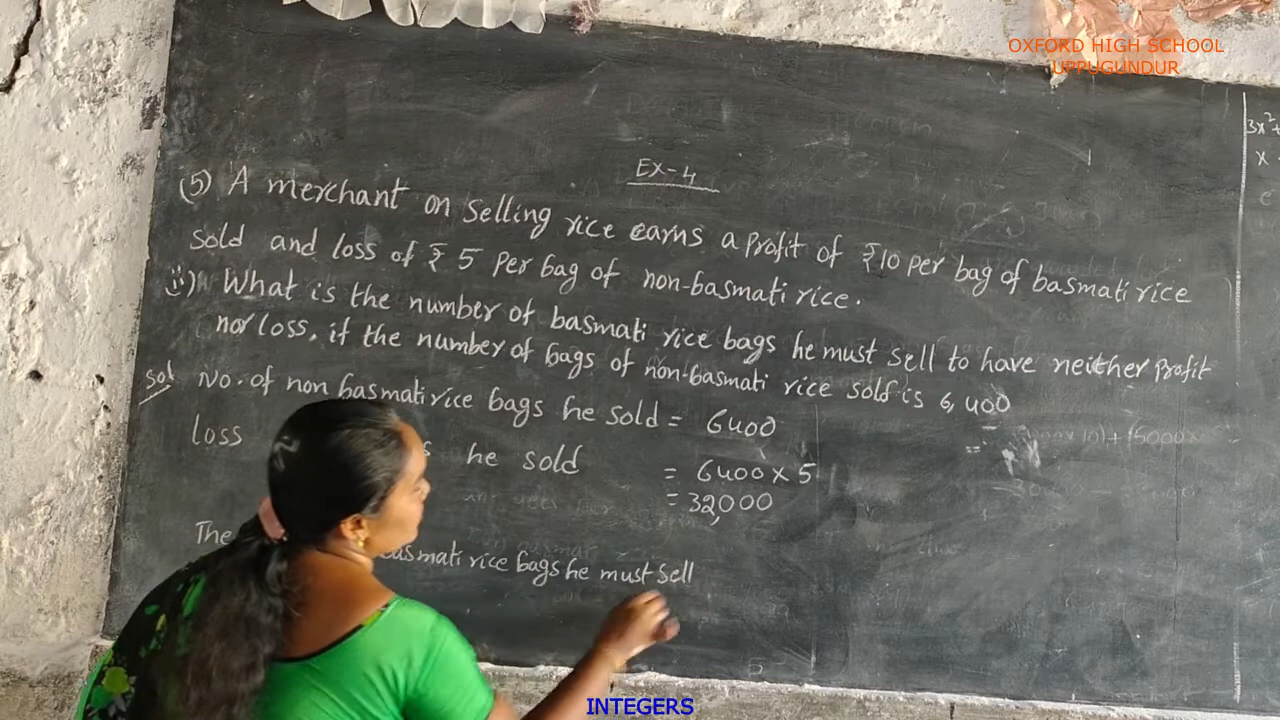 OXFORD HIGH SCHOOL
UPPUGUNDUR
EX-4
(5) A merchant on selling rice earns a profit of ₹10 per bag of basmati rice
sold and loss of ₹ 5 per bag of non-basmati rice.
ii) What is the number of basmati rice bags he must sell to have neither profit
nor loss, if the number of bags of non-basmati rice sold is 6,400
Sol No. of non basmati rice bags he sold = 6400
loss he sold = 6400 x 5
= 32,000
The basmati rice bags he must sell
3x²
x
INTEGERS